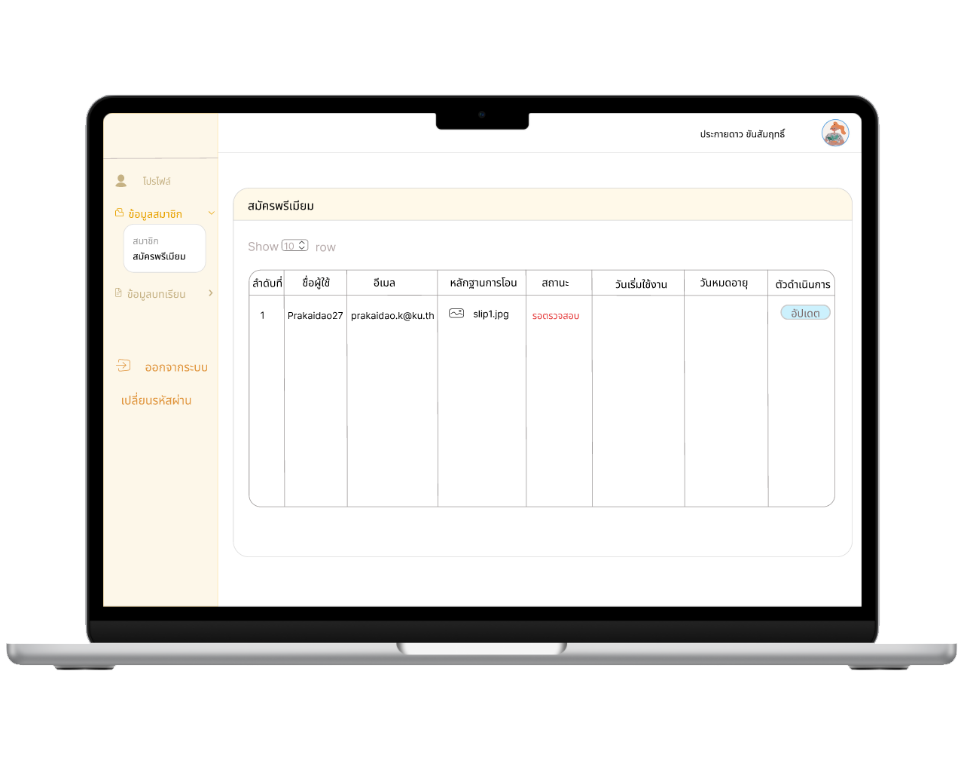 ประกายดาว ขันสัมฤทธิ์
โปรไฟล์
ข้อมูลสมาชิก
สมาชิก
สมัครพรีเมียม
ข้อมูลบทเรียน
ออกจากระบบ
เปลี่ยนรหัสผ่าน
สมัครพรีเมียม
Show 10 row
ลำดับที่ ชื่อผู้ใช้ อีเมล หลักฐานการโอน สถานะ วันเริ่มใช้งาน วันหมดอายุ ตัวดำเนินการ
1 Prakaidao27 prakaidao.k@ku.th slip1.jpg รอตรวจสอบ อัปเดต